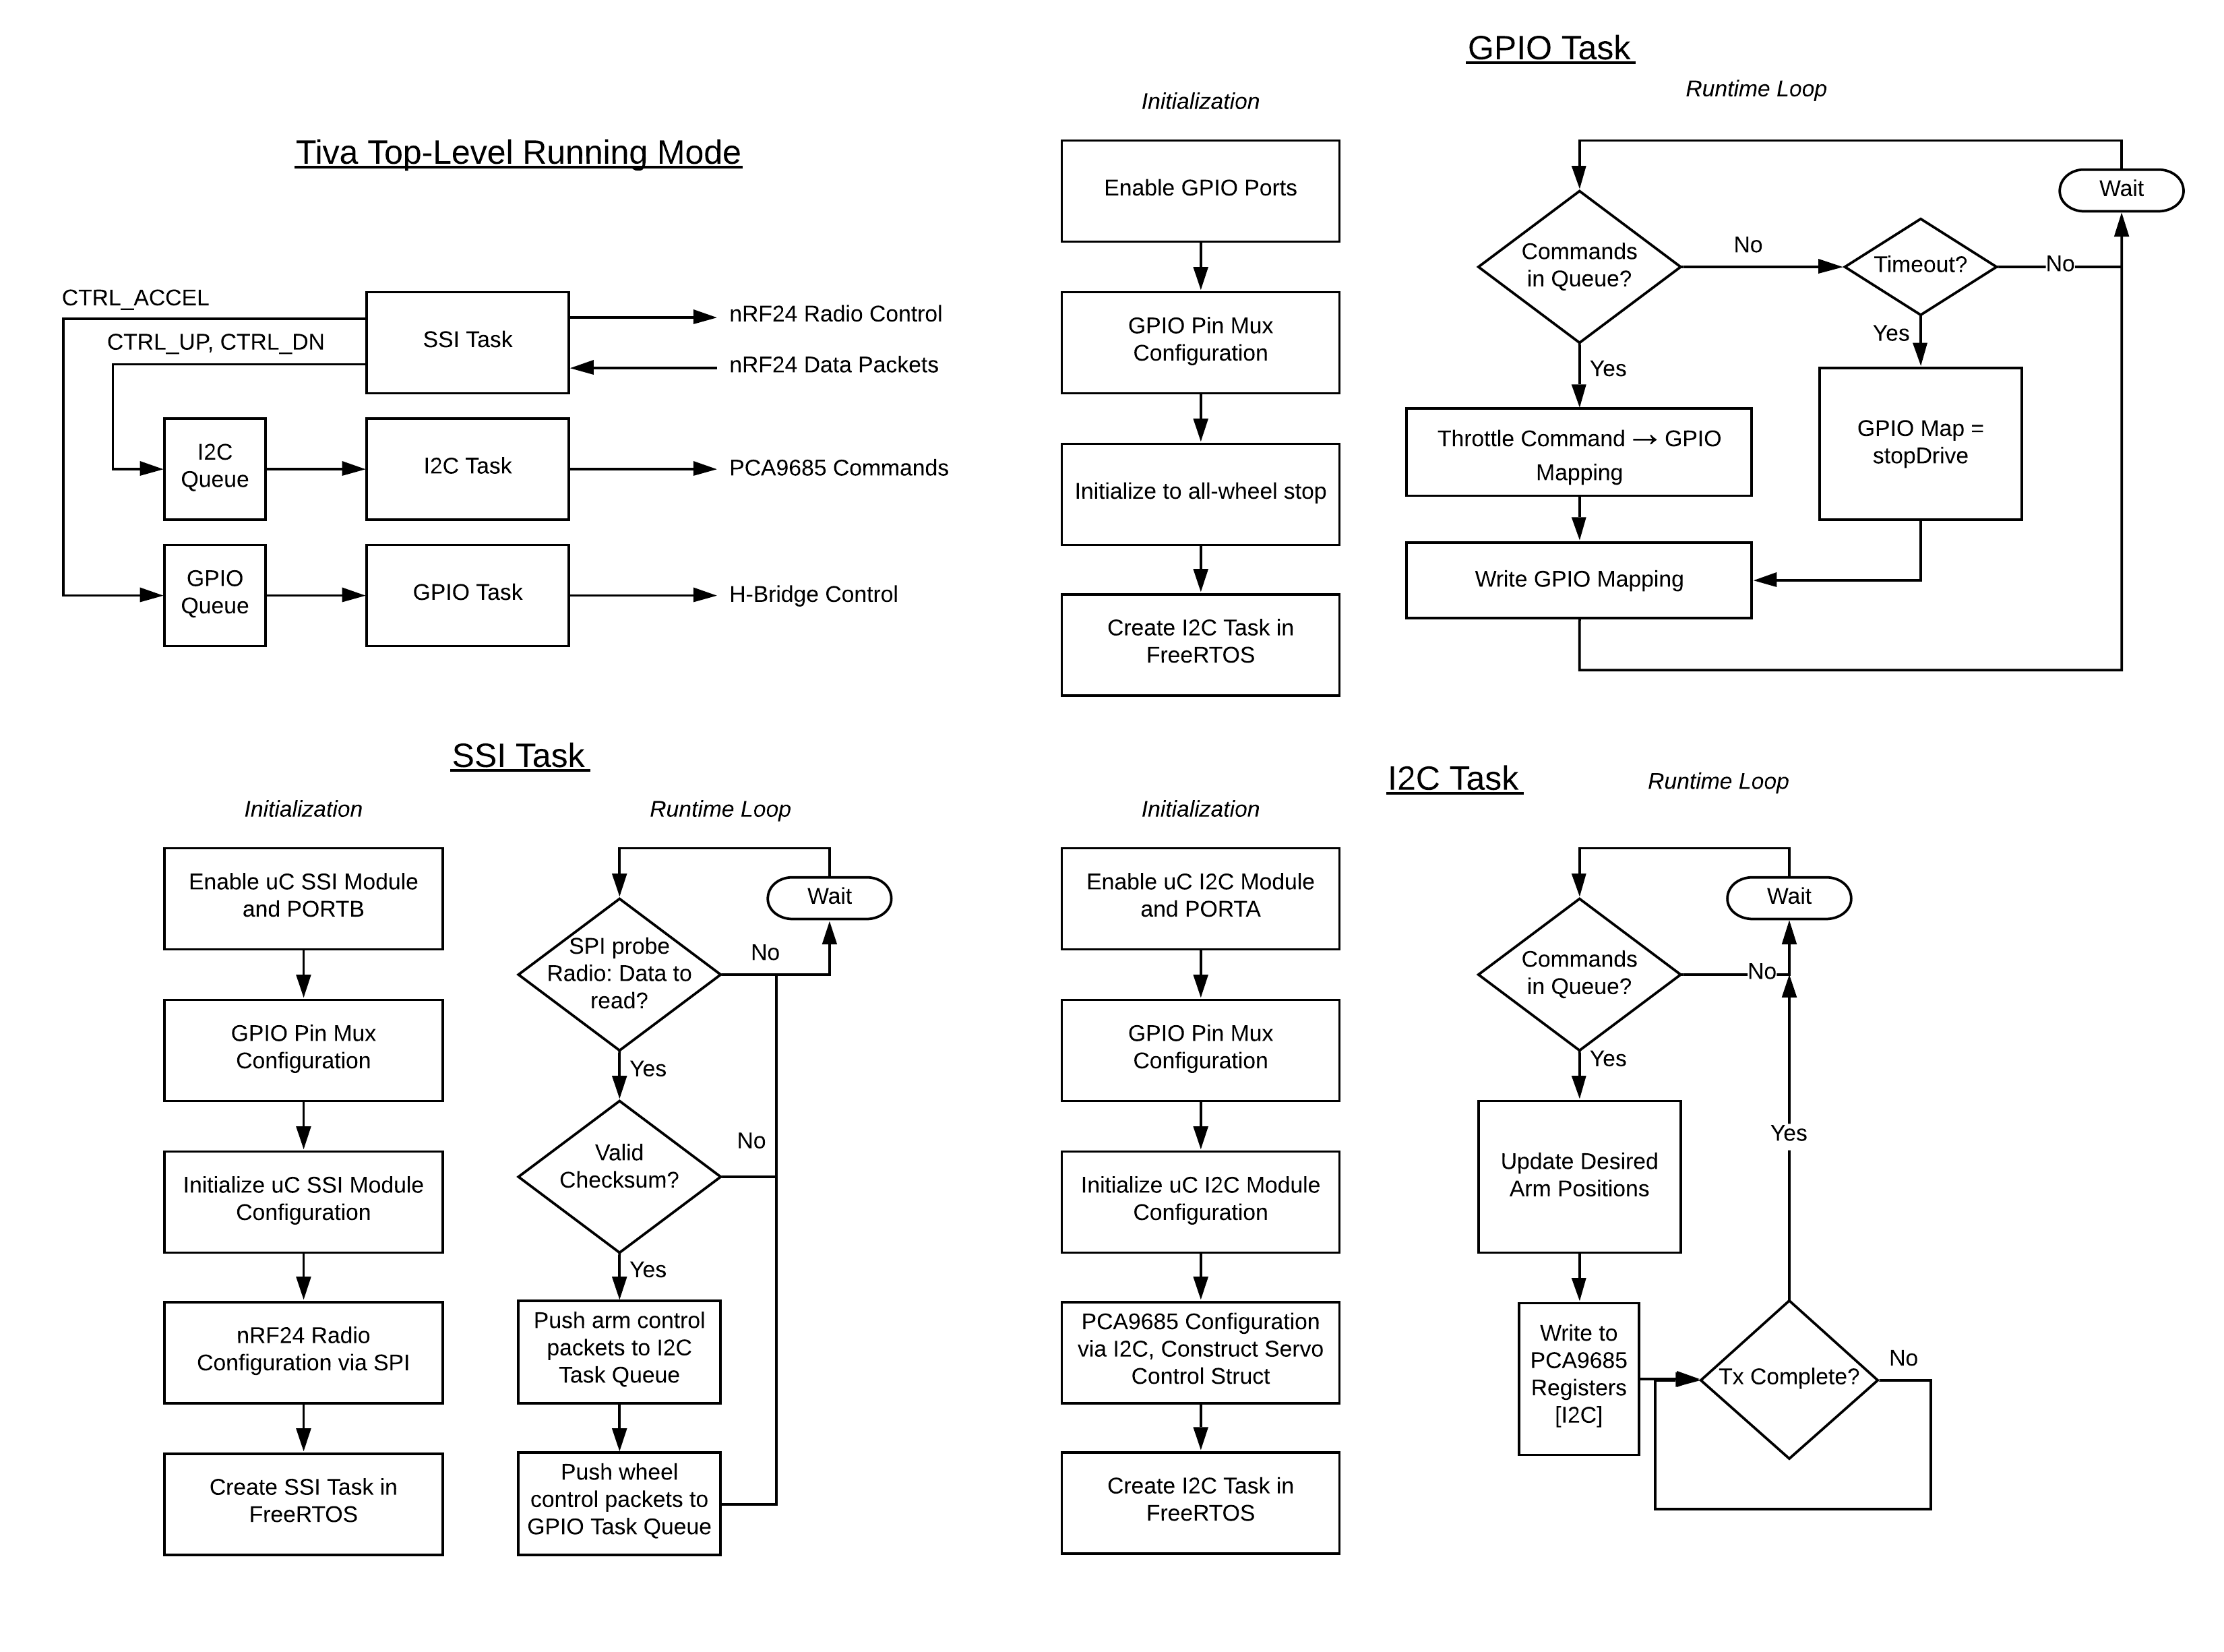 Tiva Top-Level Running Mode
CTRL_ACCEL
CTRL_UP, CTRL_DN
SSI Task
nRF24 Radio Control
nRF24 Data Packets
I2C
Queue
I2C Task
PCA9685 Commands
GPIO
Queue
GPIO Task
H-Bridge Control
GPIO Task
Initialization
Enable GPIO Ports
GPIO Pin Mux
Configuration
Initialize to all-wheel stop
Create I2C Task in
FreeRTOS
Runtime Loop
Wait
Commands
in Queue?
No
Timeout?
No
Yes
Yes
Throttle Command → GPIO
Mapping
GPIO Map =
stopDrive
Write GPIO Mapping
SSI Task
Initialization
Enable uC SSI Module
and PORTB
GPIO Pin Mux
Configuration
Initialize uC SSI Module
Configuration
nRF24 Radio
Configuration via SPI
Create SSI Task in
FreeRTOS
Runtime Loop
Wait
SPI probe
Radio: Data to
read?
No
Yes
Valid
Checksum?
No
Yes
Push arm control
packets to I2C
Task Queue
Push wheel
control packets to
GPIO Task Queue
I2C Task
Initialization
Enable uC I2C Module
and PORTA
GPIO Pin Mux
Configuration
Initialize uC I2C Module
Configuration
PCA9685 Configuration
via I2C, Construct Servo
Control Struct
Create I2C Task in
FreeRTOS
Runtime Loop
Wait
Commands
in Queue?
No
Yes
Update Desired
Arm Positions
Yes
Write to
PCA9685
Registers
[I2C]
Tx Complete?
No